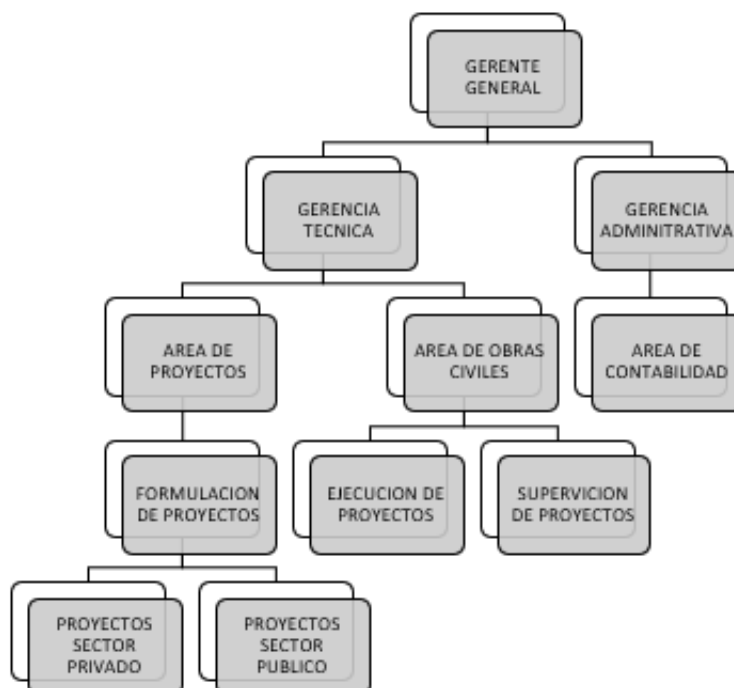 GERENTE
GENERAL
GERENCIA
TECNICA
GERENCIA
ADMINITRATIVA
AREA DE
PROYECTOS
AREA DE OBRAS
CIVILES
AREA DE
CONTABILIDAD
FORMULACION
DE PROYECTOS
EJECUCION DE
PROYECTOS
SUPERVICION
DE PROYECTOS
PROYECTOS
SECTOR
PRIVADO
PROYECTOS
SECTOR
PUBLICO